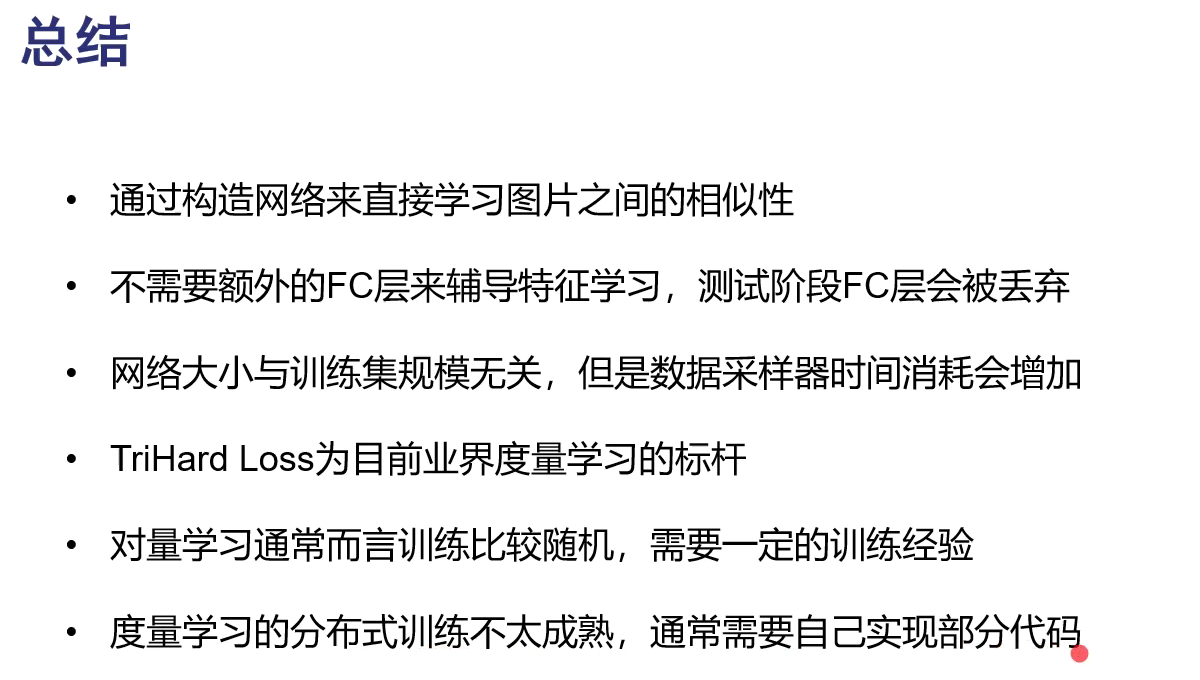 总结
• 通过构造网络来直接学习图片之间的相似性
• 不需要额外的FC层来辅导特征学习，测试阶段FC层会被丢弃
• 网络大小与训练集规模无关，但是数据采样器时间消耗会增加
• TriHard Loss为目前业界度量学习的标杆
• 对量学习通常而言训练比较随机，需要一定的训练经验
• 度量学习的分布式训练不太成熟，通常需要自己实现部分代码